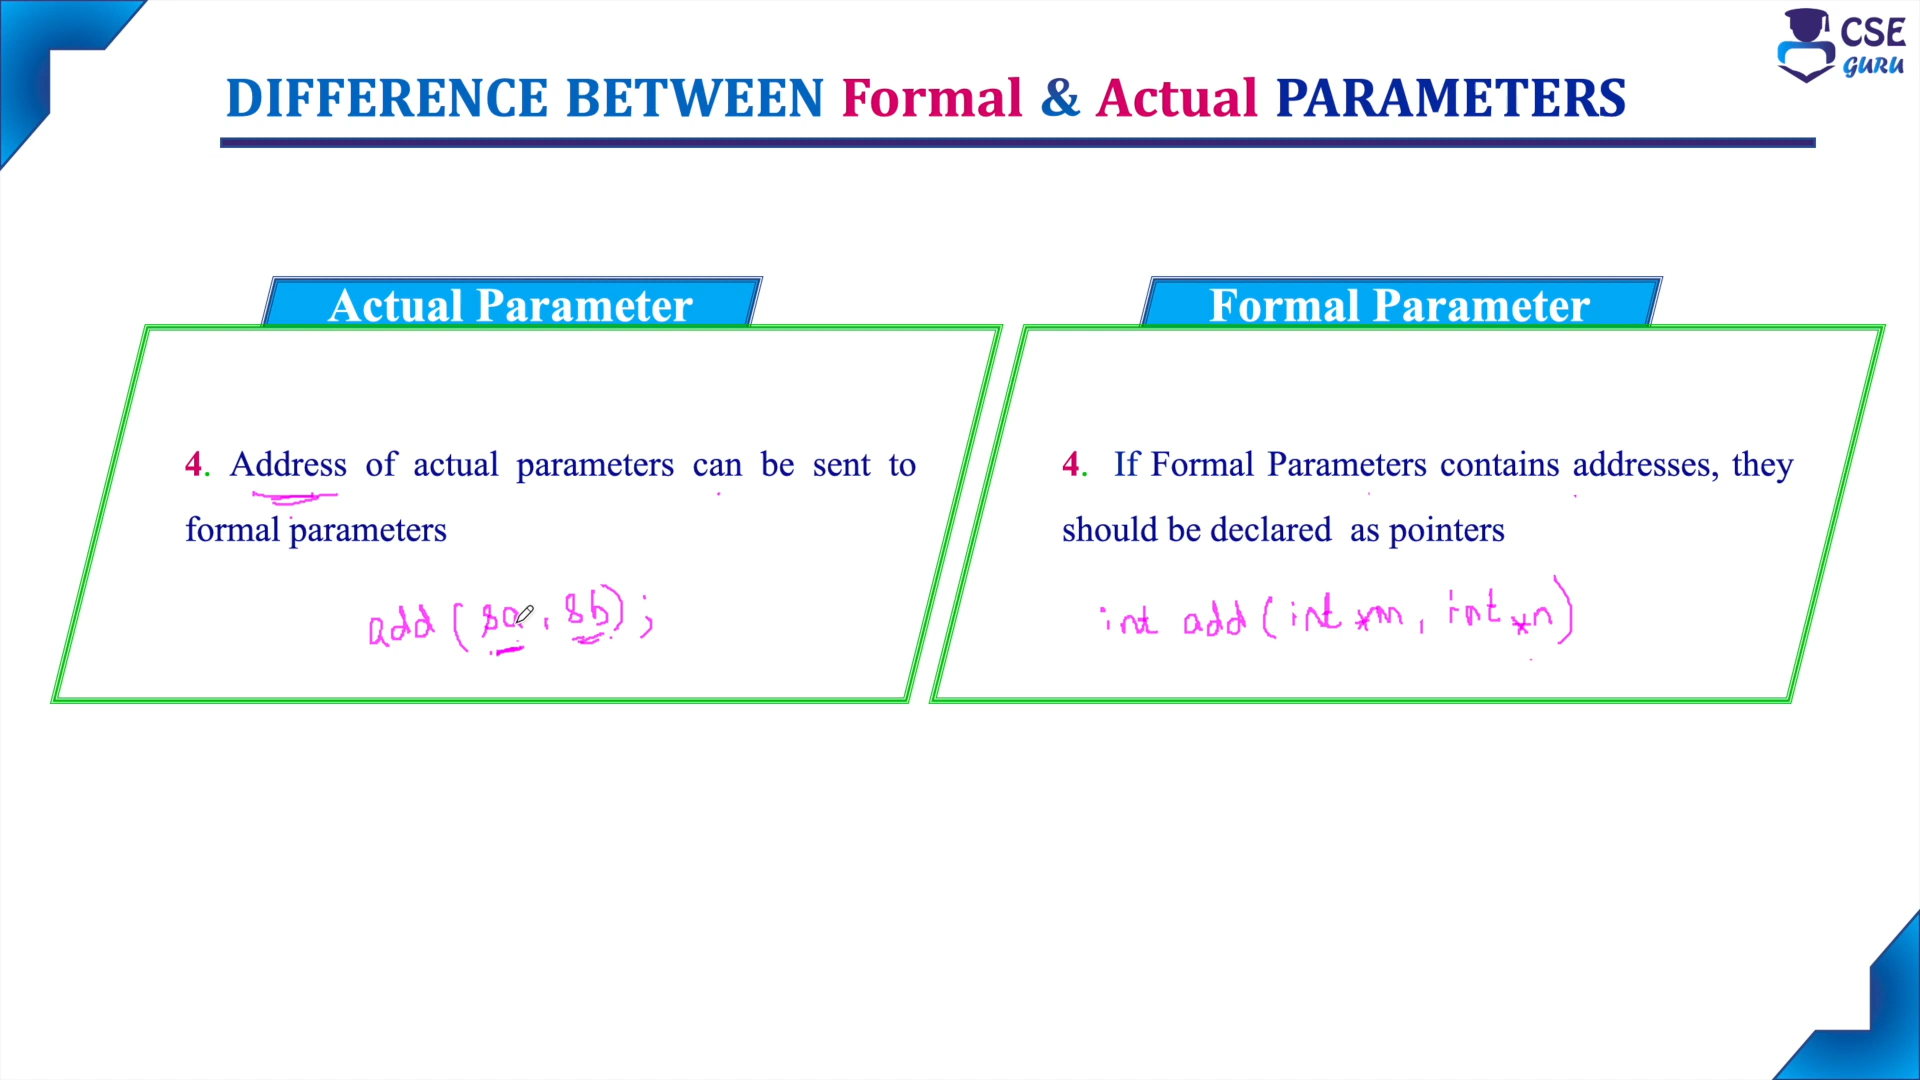 CSE
GURU
DIFFERENCE BETWEEN Formal & Actual PARAMETERS
Actual Parameter
4. Address of actual parameters can be sent to
formal parameters
add (&a, &b);
Formal Parameter
4. If Formal Parameters contains addresses, they
should be declared as pointers
int add (int *m, int *n)